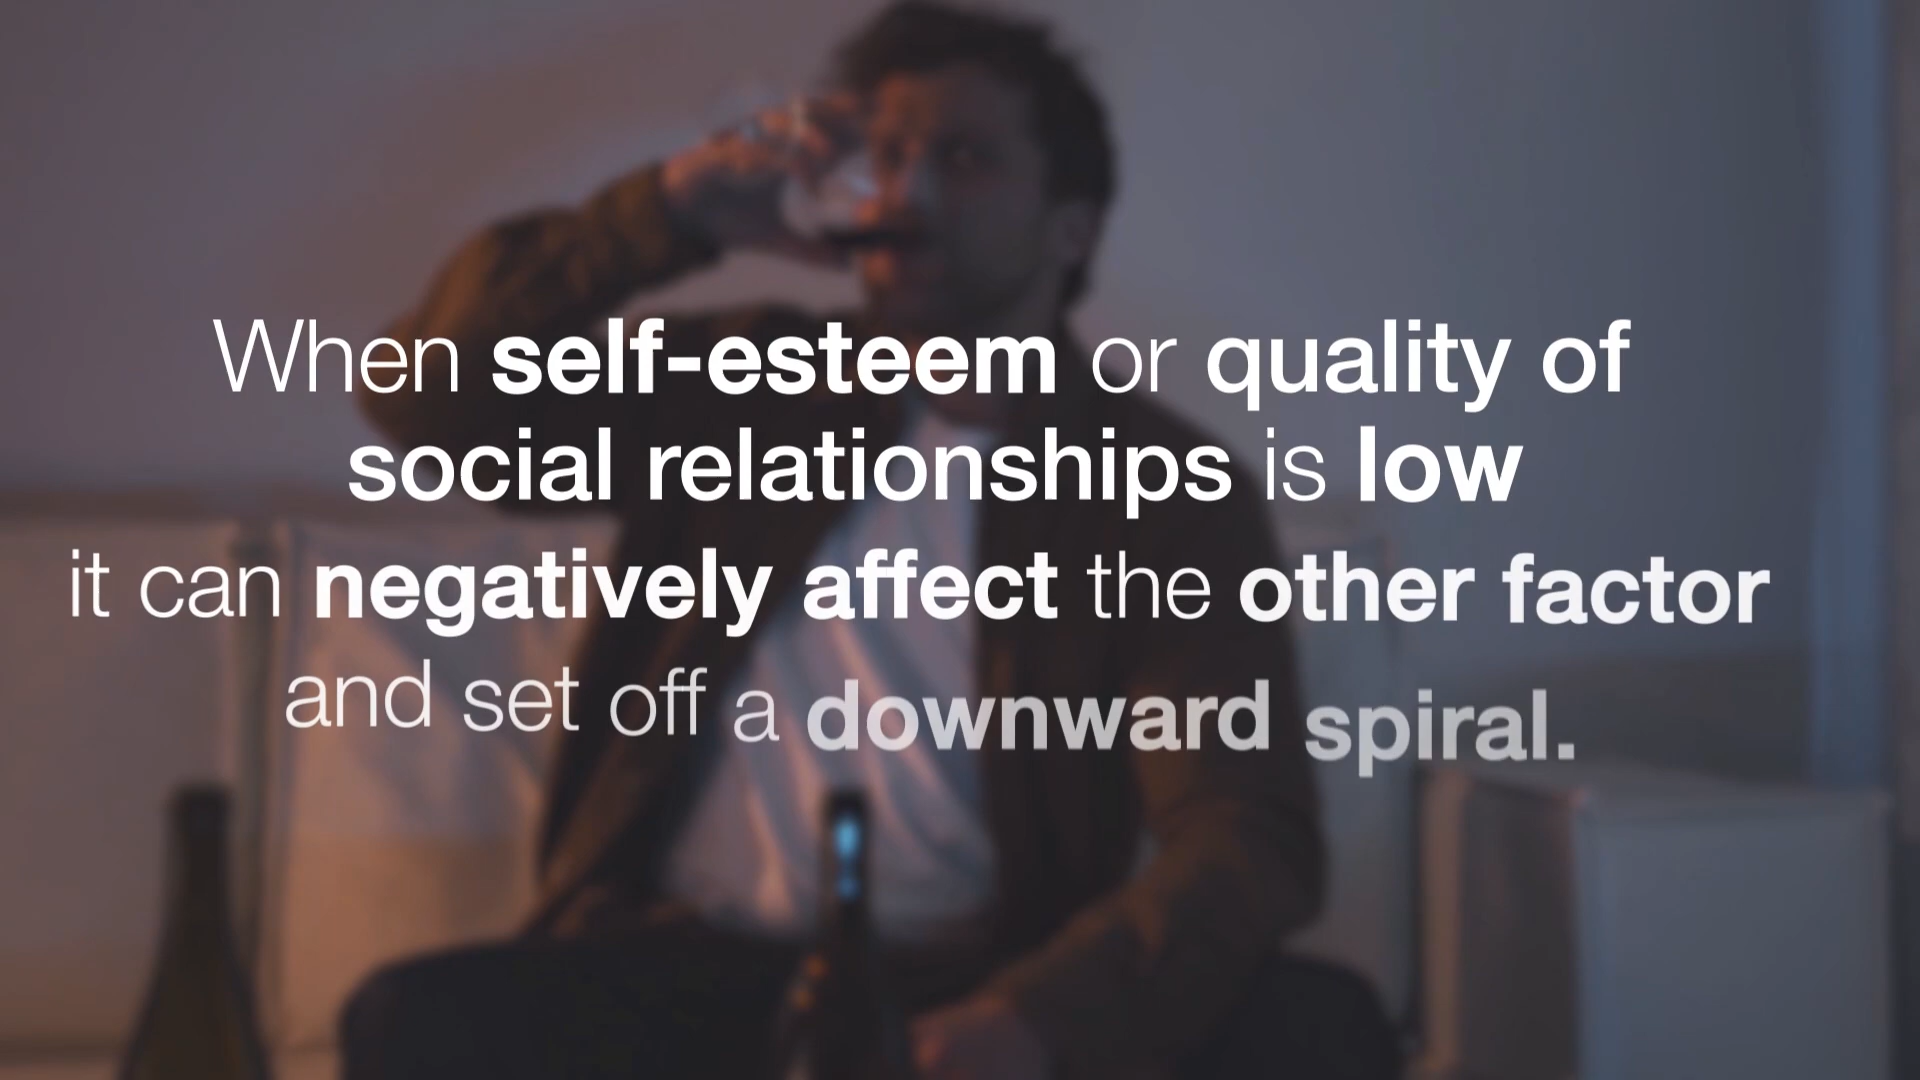 When self-esteem or quality of
social relationships is low
it can negatively affect the other factor
and set off a downward spiral.